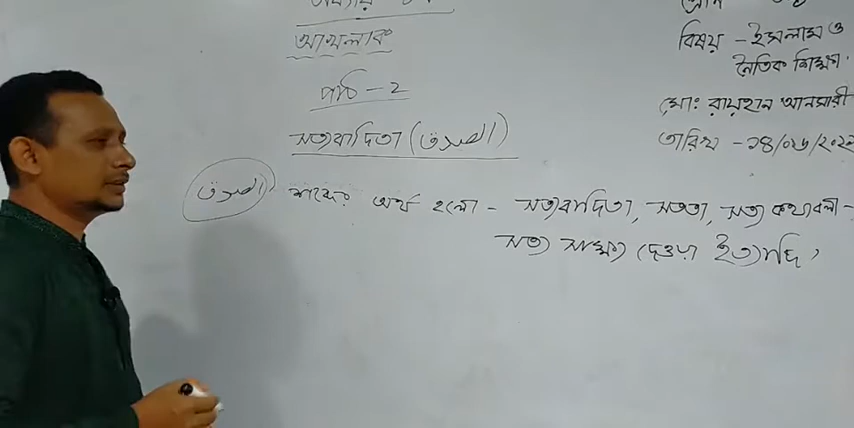 আখলাক
পাঠ-২
সত্যবাদিতা (الصدق)
الصدق শব্দের অর্থ হলো - সত্যবাদিতা, সততা, সত্য কথা বলা -
সত্য সাক্ষ্য দেওয়া ইত্যাদি,
বিষয় - ইসলাম ও
নৈতিক শিক্ষা.
মোঃ রায়হান আনসারী
তারিখ -